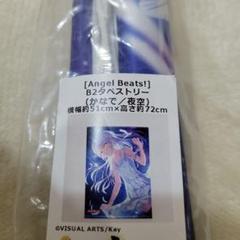 [Angel Beats!]
B2タペストリー
(かなで／夜空)
横幅約51cm×高さ約72cm
©VISUAL ARTS/Key